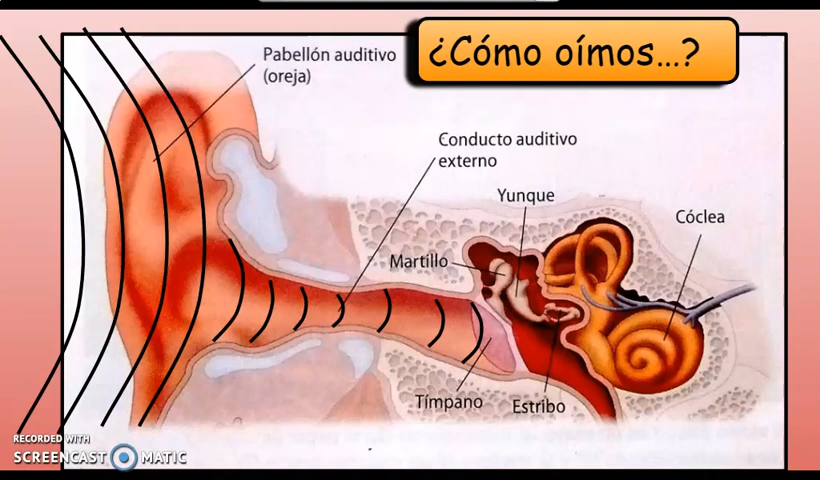 ¿Cómo oímos...?
Pabellón auditivo
(oreja)
Conducto auditivo
externo
Yunque
Cóclea
Martillo
Tímpano
Estribo
RECORDED WITH
SCREENCAST MATIC